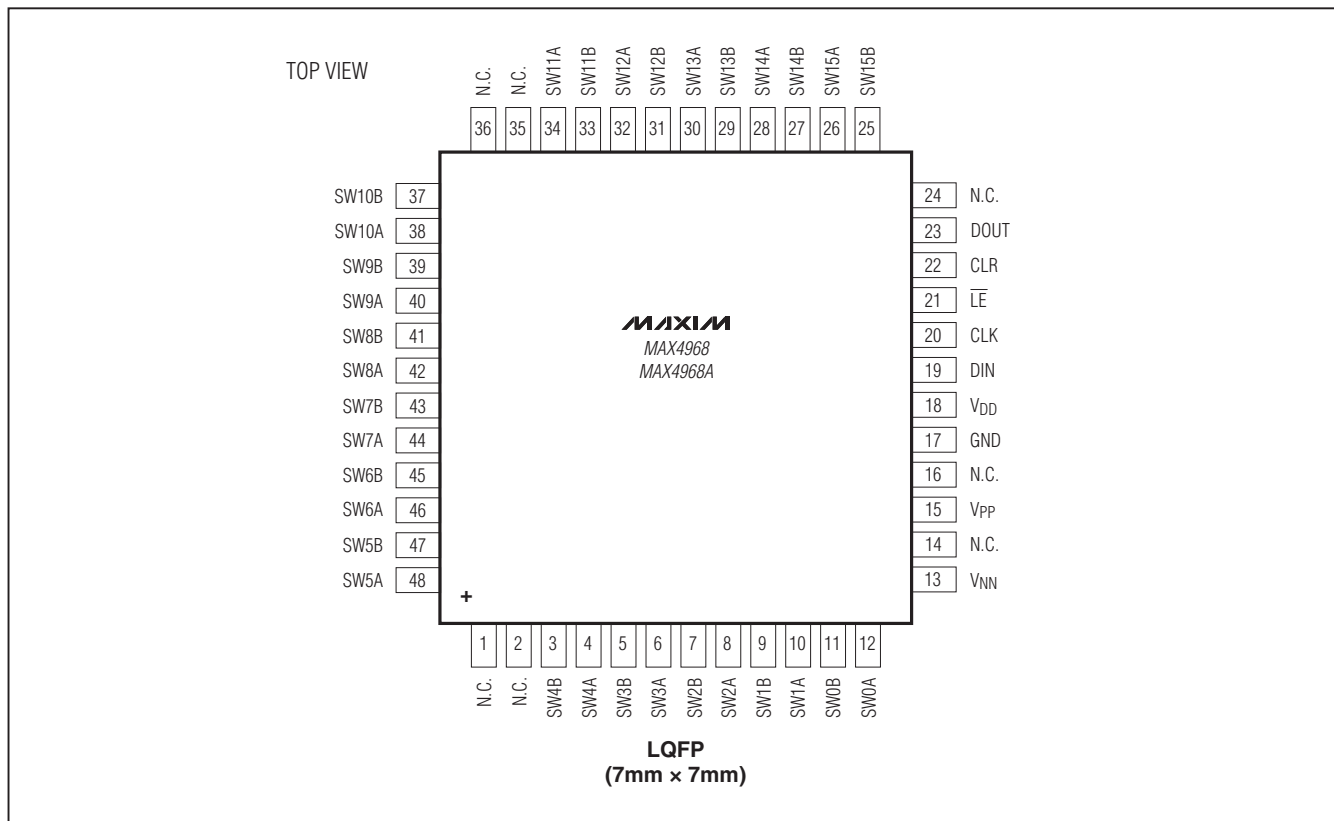 TOP VIEW
N.C. N.C. SW11A SW11B SW12A SW12B SW13A SW13B SW14A SW14B SW15A SW15B
36 35 34 33 32 31 30 29 28 27 26 25
SW10B 37
SW10A 38
SW9B 39
SW9A 40
SW8B 41
SW8A 42
SW7B 43
SW7A 44
SW6B 45
SW6A 46
SW5B 47
SW5A 48
MAXIM
MAX4968
MAX4968A
+
24 N.C.
23 DOUT
22 CLR
21 L̅E̅
20 CLK
19 DIN
18 VDD
17 GND
16 N.C.
15 VPP
14 N.C.
13 VNN
1 2 3 4 5 6 7 8 9 10 11 12
N.C. N.C. SW4B SW4A SW3B SW3A SW2B SW2A SW1B SW1A SW0B SW0A
LQFP
(7mm × 7mm)